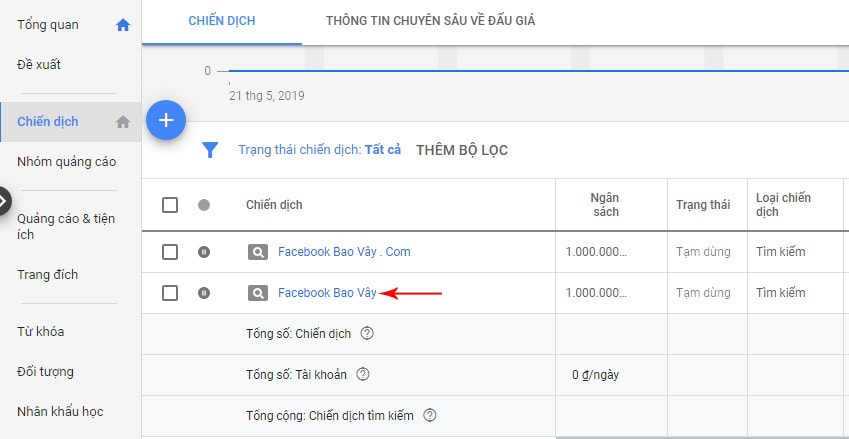 Tổng quan
Đề xuất
Chiến dịch
Nhóm quảng cáo
Quảng cáo & tiện
ích
Trang đích
Từ khóa
Đối tượng
Nhân khẩu học
CHIẾN DỊCH THÔNG TIN CHUYÊN SÂU VỀ ĐẤU GIÁ
0
21 thg 5, 2019
Trạng thái chiến dịch: Tất cả THÊM BỘ LỌC
Chiến dịch Ngân sách Trạng thái Loại chiến dịch
Facebook Bao Vây . Com 1.000.000... Tạm dừng Tìm kiếm
Facebook Bao Vây 1.000.000... Tạm dừng Tìm kiếm
Tổng số: Chiến dịch
Tổng số: Tài khoản 0 ₫/ngày
Tổng cộng: Chiến dịch tìm kiếm